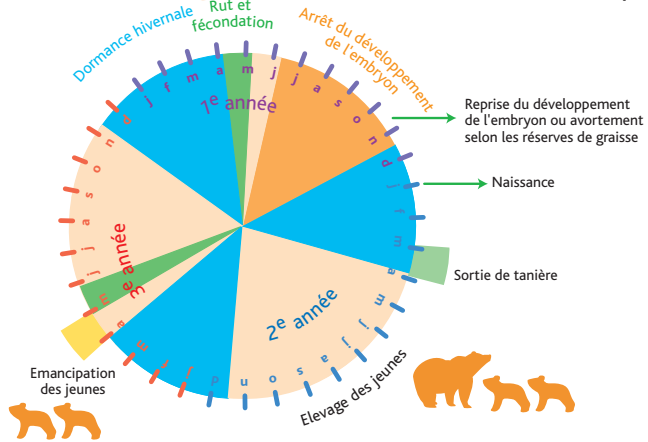 Dormance hivernale
Rut et
fécondation
Arrêt du développement
de l'embryon
j f m a m j j a s o n d
1e année
Reprise du développement
de l'embryon ou avortement
selon les réserves de graisse
Naissance
j f m a m j j a s o n d
2e année
Sortie de tanière
Elevage des jeunes
j f m a m j j a s o n d
3e année
Emancipation
des jeunes